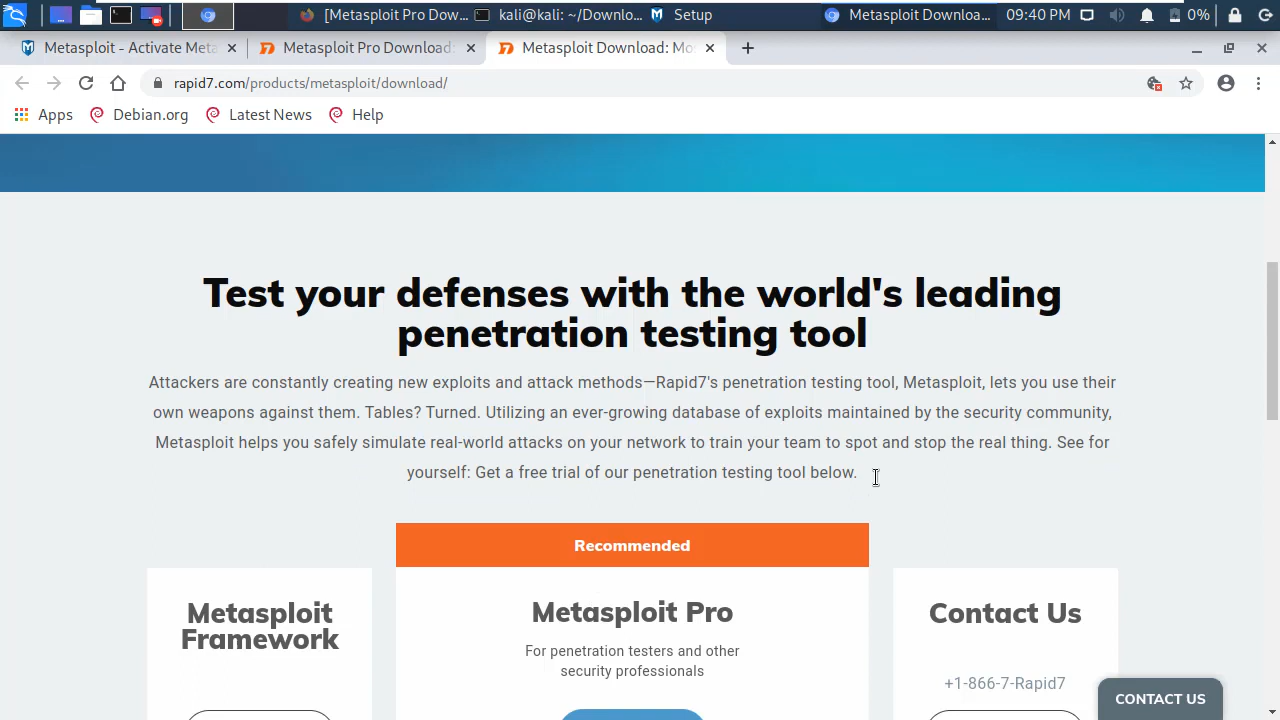 [Metasploit Pro Dow...
kali@kali: ~/Downlo...
Setup
Metasploit Downloa...
09:40 PM
0%
Metasploit - Activate Meta
Metasploit Pro Download:
Metasploit Download: Mo
rapid7.com/products/metasploit/download/
Apps
Debian.org
Latest News
Help
Test your defenses with the world's leading
penetration testing tool
Attackers are constantly creating new exploits and attack methods—Rapid7's penetration testing tool, Metasploit, lets you use their
own weapons against them. Tables? Turned. Utilizing an ever-growing database of exploits maintained by the security community,
Metasploit helps you safely simulate real-world attacks on your network to train your team to spot and stop the real thing. See for
yourself: Get a free trial of our penetration testing tool below.
Recommended
Metasploit
Framework
Metasploit Pro
For penetration testers and other
security professionals
Contact Us
+1-866-7-Rapid7
CONTACT US